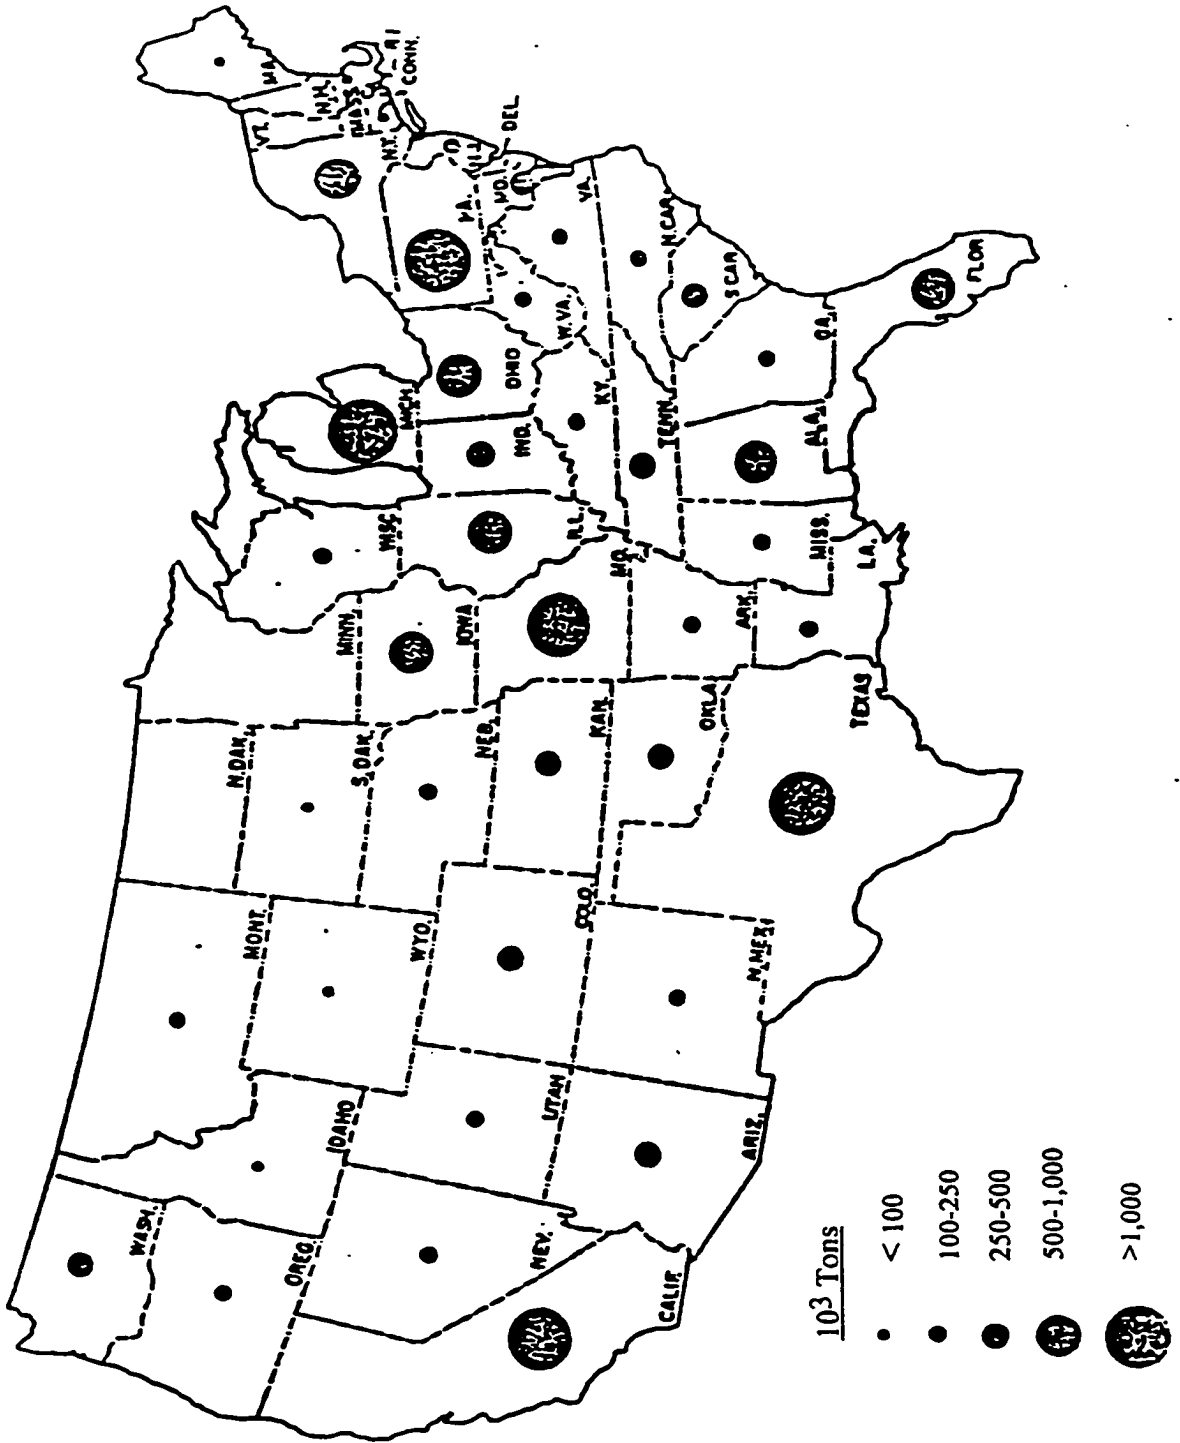 WASH.
OREG.
CALIF.
IDAHO
NEV.
MONT.
WYO.
UTAH
ARIZ.
COLO.
N.MEX.
N.DAK.
S.DAK.
NEB.
KAN.
OKLA
TEXAS
MINN.
IOWA
MO.
ARK.
LA.
WISC.
ILL.
MISS.
MICH
IND.
OHIO
KY.
TENN.
ALA.
GA.
FLOR
S CAR
N.CAR.
VA.
W.VA.
PA.
MD.
DEL.
N.Y.
VT.
N.H.
MASS
CONN.
R I
MA.
10³ Tons
< 100
100-250
250-500
500-1,000
>1,000